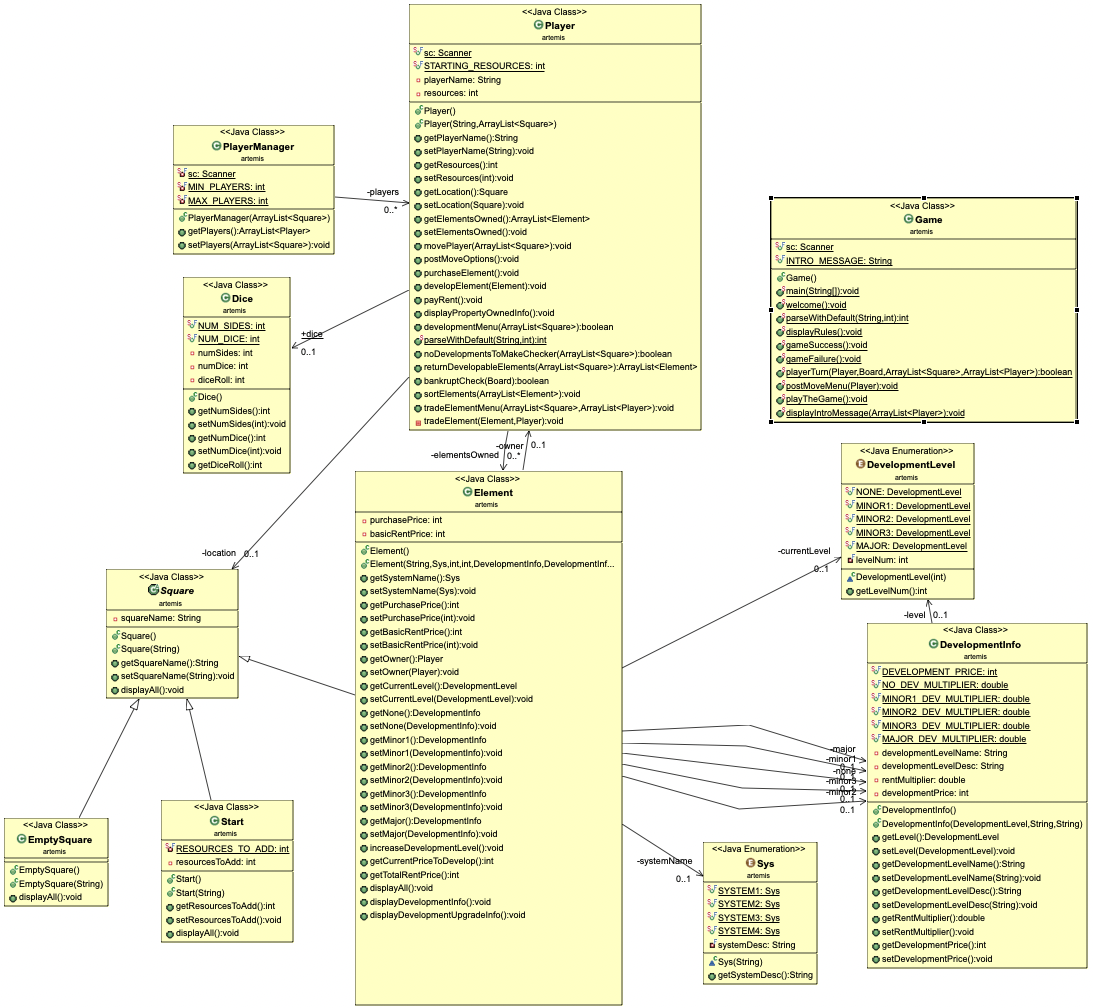 <<Java Class>>
Player
artemis
sc: Scanner
STARTING_RESOURCES: int
playerName: String
resources: int
Player()
Player(String,ArrayList<Square>)
getPlayerName():String
setPlayerName(String):void
getResources():int
setResources(int):void
getLocation():Square
setLocation(Square):void
getElementsOwned():ArrayList<Element>
setElementsOwned():void
movePlayer(ArrayList<Square>):void
postMoveOptions():void
purchaseElement():void
developElement(Element):void
payRent():void
displayPropertyOwnedInfo():void
developmentMenu(ArrayList<Square>):boolean
parseWithDefault(String,int):int
noDevelopmentsToMakeChecker(ArrayList<Square>):boolean
returnDevelopableElements(ArrayList<Square>):ArrayList<Element>
bankruptCheck(Board):boolean
sortElements(ArrayList<Element>):void
tradeElementMenu(ArrayList<Square>,ArrayList<Player>):void
tradeElement(Element,Player):void
<<Java Class>>
PlayerManager
artemis
sc: Scanner
MIN_PLAYERS: int
MAX_PLAYERS: int
PlayerManager(ArrayList<Square>)
getPlayers():ArrayList<Player>
setPlayers(ArrayList<Square>):void
-players
0..*
<<Java Class>>
Game
artemis
sc: Scanner
INTRO_MESSAGE: String
Game()
main(String[]):void
welcome():void
parseWithDefault(String,int):int
displayRules():void
gameSuccess():void
gameFailure():void
playerTurn(Player,Board,ArrayList<Square>,ArrayList<Player>):boolean
postMoveMenu(Player):void
playTheGame():void
displayIntroMessage(ArrayList<Player>):void
<<Java Class>>
Dice
artemis
NUM_SIDES: int
NUM_DICE: int
numSides: int
numDice: int
diceRoll: int
Dice()
getNumSides():int
setNumSides(int):void
getNumDice():int
setNumDice(int):void
getDiceRoll():int
+dice
0..1
-owner
0..1
-elementsOwned
0..*
-location
0..1
<<Java Class>>
Element
artemis
purchasePrice: int
basicRentPrice: int
Element()
Element(String,Sys,int,int,DevelopmentInfo,DevelopmentInf...
getSystemName():Sys
setSystemName(Sys):void
getPurchasePrice():int
setPurchasePrice(int):void
getBasicRentPrice():int
setBasicRentPrice(int):void
getOwner():Player
setOwner(Player):void
getCurrentLevel():DevelopmentLevel
setCurrentLevel(DevelopmentLevel):void
getNone():DevelopmentInfo
setNone(DevelopmentInfo):void
getMinor1():DevelopmentInfo
setMinor1(DevelopmentInfo):void
getMinor2():DevelopmentInfo
setMinor2(DevelopmentInfo):void
getMinor3():DevelopmentInfo
setMinor3(DevelopmentInfo):void
getMajor():DevelopmentInfo
setMajor(DevelopmentInfo):void
increaseDevelopmentLevel():void
getCurrentPriceToDevelop():int
getTotalRentPrice():int
displayAll():void
displayDevelopmentInfo():void
displayDevelopmentUpgradeInfo():void
<<Java Enumeration>>
DevelopmentLevel
artemis
NONE: DevelopmentLevel
MINOR1: DevelopmentLevel
MINOR2: DevelopmentLevel
MINOR3: DevelopmentLevel
MAJOR: DevelopmentLevel
levelNum: int
DevelopmentLevel(int)
getLevelNum():int
-currentLevel
0..1
-level
0..1
<<Java Class>>
Square
artemis
squareName: String
Square()
Square(String)
getSquareName():String
setSquareName(String):void
displayAll():void
<<Java Class>>
DevelopmentInfo
artemis
DEVELOPMENT_PRICE: int
NO_DEV_MULTIPLIER: double
MINOR1_DEV_MULTIPLIER: double
MINOR2_DEV_MULTIPLIER: double
MINOR3_DEV_MULTIPLIER: double
MAJOR_DEV_MULTIPLIER: double
developmentLevelName: String
developmentLevelDesc: String
rentMultiplier: double
developmentPrice: int
DevelopmentInfo()
DevelopmentInfo(DevelopmentLevel,String,String)
getLevel():DevelopmentLevel
setLevel(DevelopmentLevel):void
getDevelopmentLevelName():String
setDevelopmentLevelName(String):void
getDevelopmentLevelDesc():String
setDevelopmentLevelDesc(String):void
getRentMultiplier():double
setRentMultiplier():void
getDevelopmentPrice():int
setDevelopmentPrice():void
-major
-minor1
0..1
-none
0..1
-minor3
0..1
-minor2
0..1
0..1
<<Java Class>>
EmptySquare
artemis
EmptySquare()
EmptySquare(String)
displayAll():void
<<Java Class>>
Start
artemis
RESOURCES_TO_ADD: int
resourcesToAdd: int
Start()
Start(String)
getResourcesToAdd():int
setResourcesToAdd():void
displayAll():void
-systemName
0..1
<<Java Enumeration>>
Sys
artemis
SYSTEM1: Sys
SYSTEM2: Sys
SYSTEM3: Sys
SYSTEM4: Sys
systemDesc: String
Sys(String)
getSystemDesc():String